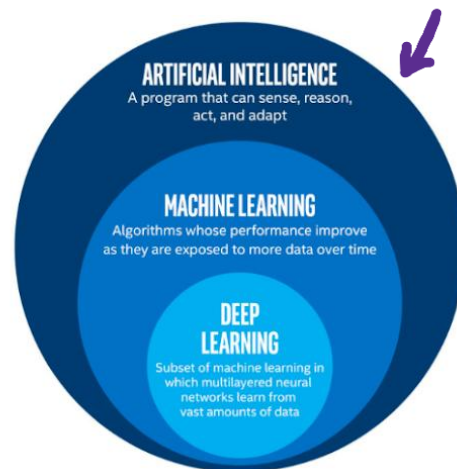 ARTIFICIAL INTELLIGENCE
A program that can sense, reason,
act, and adapt
MACHINE LEARNING
Algorithms whose performance improve
as they are exposed to more data over time
DEEP
LEARNING
Subset of machine learning in
which multilayered neural
networks learn from
vast amounts of data